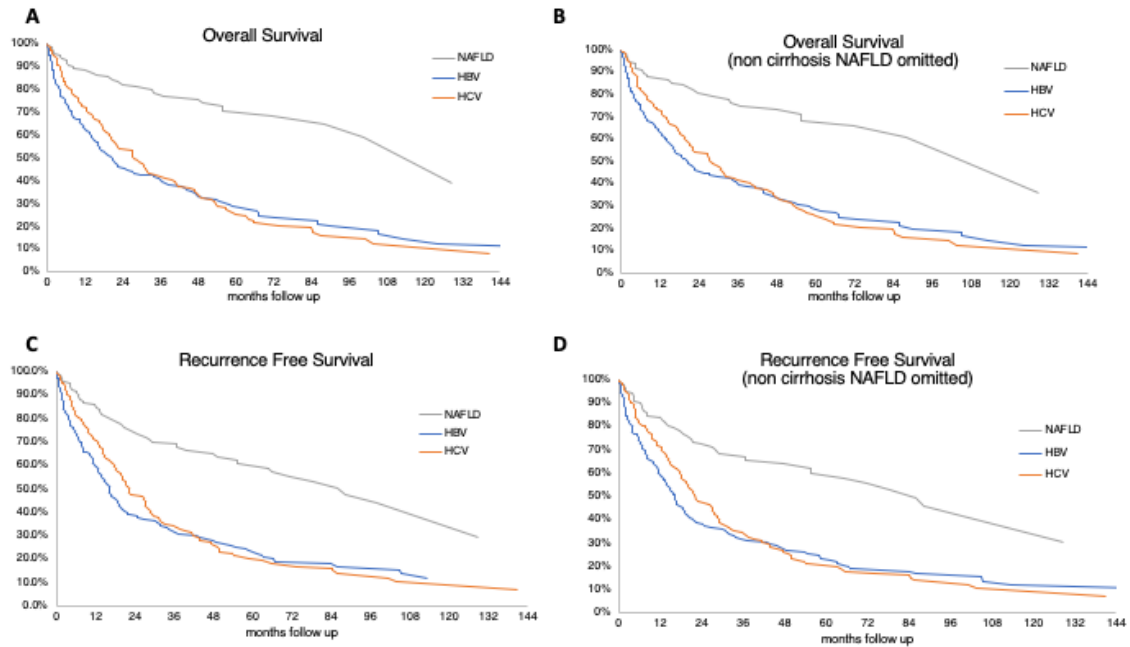 A
Overall Survival
100%
90%
80%
70%
60%
50%
40%
30%
20%
10%
0%
NAFLD
HBV
HCV
0 12 24 36 48 60 72 84 96 108 120 132 144
months follow up
B
Overall Survival
(non cirrhosis NAFLD omitted)
100%
90%
80%
70%
60%
50%
40%
30%
20%
10%
0%
NAFLD
HBV
HCV
0 12 24 36 48 60 72 84 96 108 120 132 144
months follow up
C
Recurrence Free Survival
100.0%
90.0%
80.0%
70.0%
60.0%
50.0%
40.0%
30.0%
20.0%
10.0%
0.0%
NAFLD
HBV
HCV
0 12 24 36 48 60 72 84 96 108 120 132 144
months follow up
D
Recurrence Free Survival
(non cirrhosis NAFLD omitted)
100%
90%
80%
70%
60%
50%
40%
30%
20%
10%
0%
NAFLD
HBV
HCV
0 12 24 36 48 60 72 84 96 108 120 132 144
months follow up